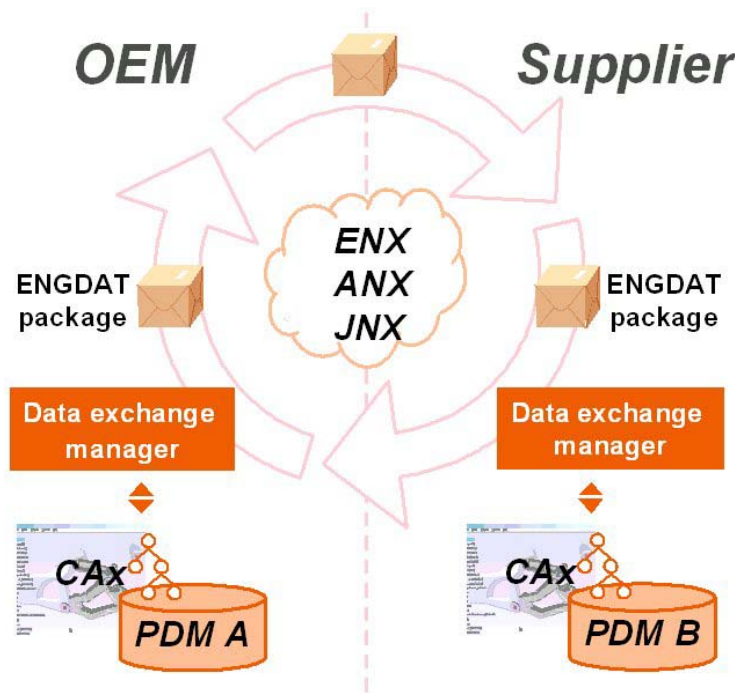 OEM
Supplier
ENX
ANX
JNX
ENGDAT
package
ENGDAT
package
Data exchange
manager
Data exchange
manager
CAx
PDM A
CAx
PDM B